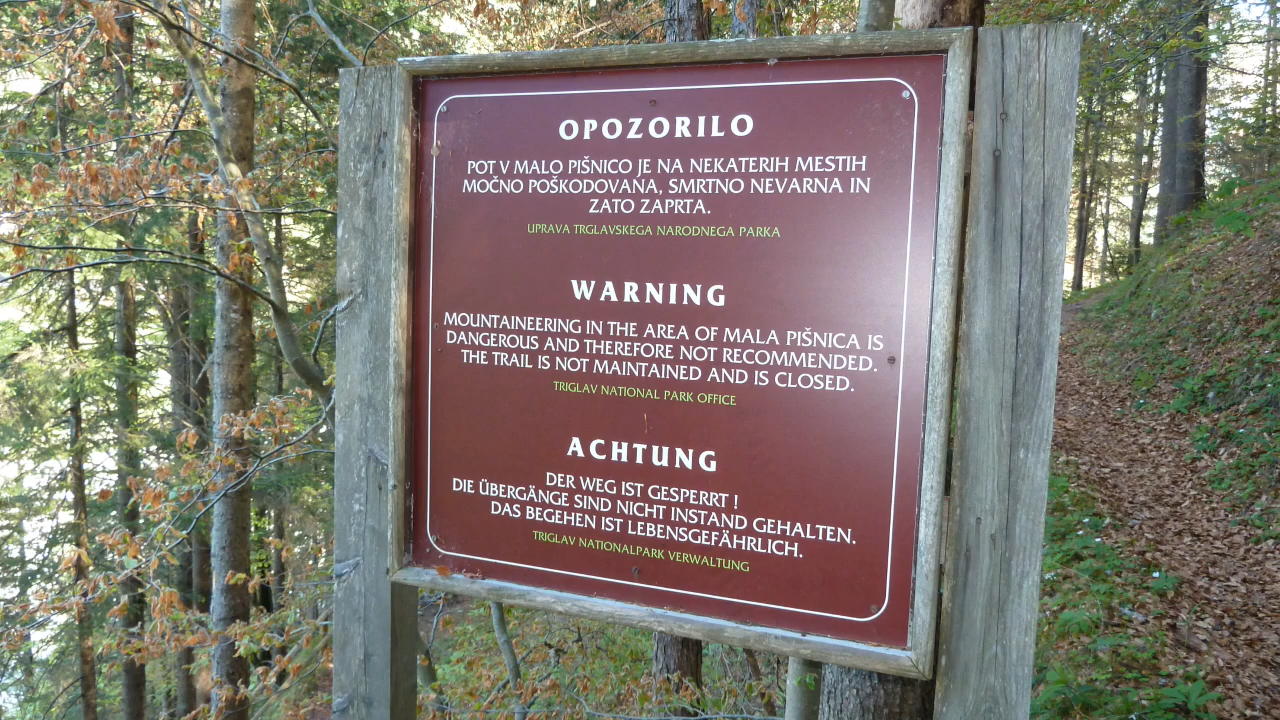 OPOZORILO
POT V MALO PIŠNICO JE NA NEKATERIH MESTIH
MOČNO POŠKODOVANA, SMRTNO NEVARNA IN
ZATO ZAPRTA.
UPRAVA TRGLAVSKEGA NARODNEGA PARKA
WARNING
MOUNTAINEERING IN THE AREA OF MALA PIŠNICA IS
DANGEROUS AND THEREFORE NOT RECOMMENDED.
THE TRAIL IS NOT MAINTAINED AND IS CLOSED.
TRIGLAV NATIONAL PARK OFFICE
ACHTUNG
DER WEG IST GESPERRT !
DIE ÜBERGÄNGE SIND NICHT INSTAND GEHALTEN.
DAS BEGEHEN IST LEBENSGEFÄHRLICH.
TRIGLAV NATIONALPARK VERWALTUNG